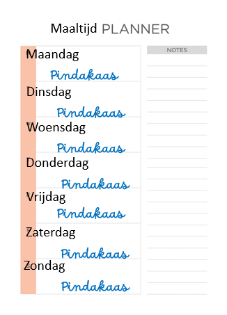 Maaltijd PLANNER
NOTES
Maandag
Pindakaas
Dinsdag
Pindakaas
Woensdag
Pindakaas
Donderdag
Pindakaas
Vrijdag
Pindakaas
Zaterdag
Pindakaas
Zondag
Pindakaas